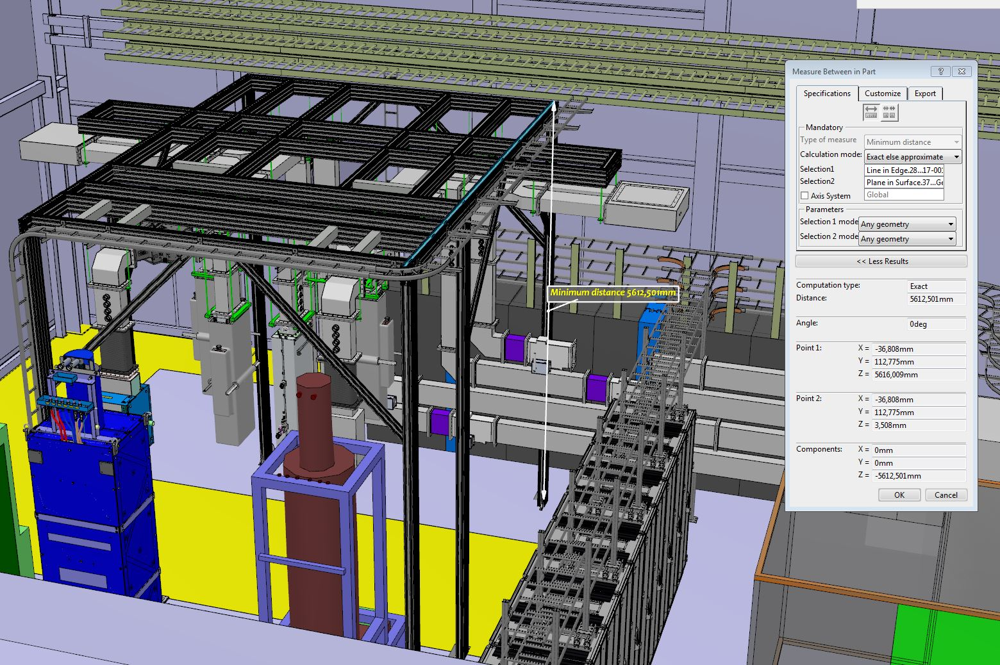 Measure Between in Part
Specifications Customize Export
Mandatory
Type of measure Minimum distance
Calculation mode: Exact else approximate
Selection1 Line in Edge.28...17-00
Selection2 Plane in Surface.37...Ge
Axis System Global
Parameters
Selection 1 mode Any geometry
Selection 2 mode Any geometry
<< Less Results
Computation type: Exact
Distance: 5612,501mm
Angle: 0deg
Point 1: X = -36,808mm
Y = 112,775mm
Z = 5616,009mm
Point 2: X = -36,808mm
Y = 112,775mm
Z = 3,508mm
Components: X = 0mm
Y = 0mm
Z = -5612,501mm
OK Cancel
Minimum distance 5612,501mm